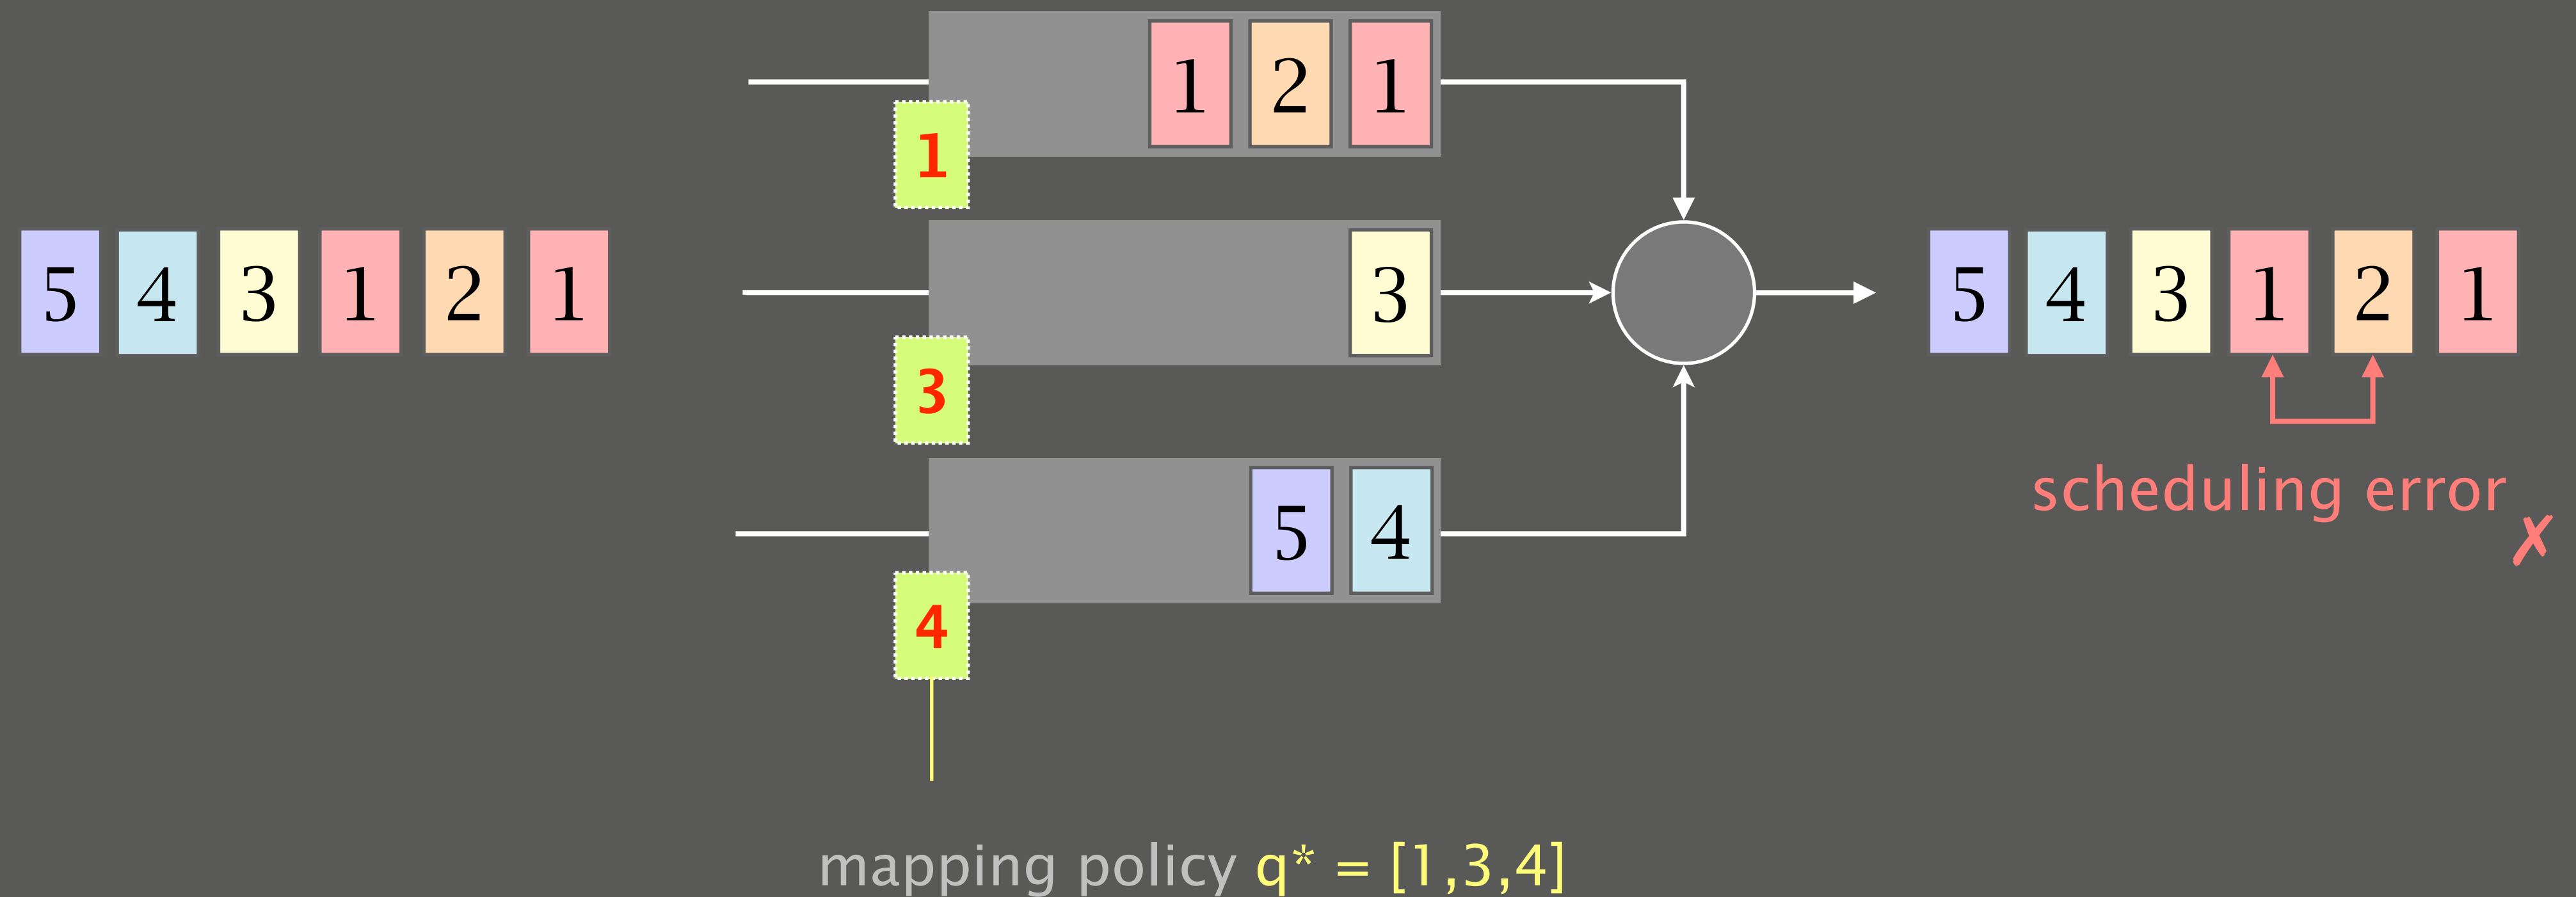 1 2 1
1
5 4 3 1 2 1
3
5 4 3 1 2 1
3
scheduling error
✗
5 4
4
mapping policy q* = [1,3,4]